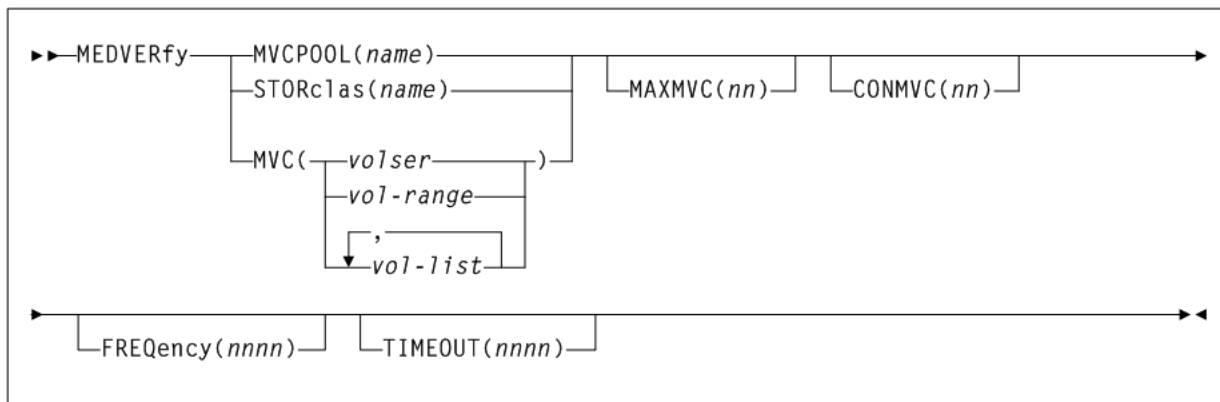 MEDVERfy MVCPOOL(name)
STORclas(name) MAXMVC(nn) CONMVC(nn)
MVC( volser )
vol-range
,
vol-list
FREQency(nnnn) TIMEOUT(nnnn)